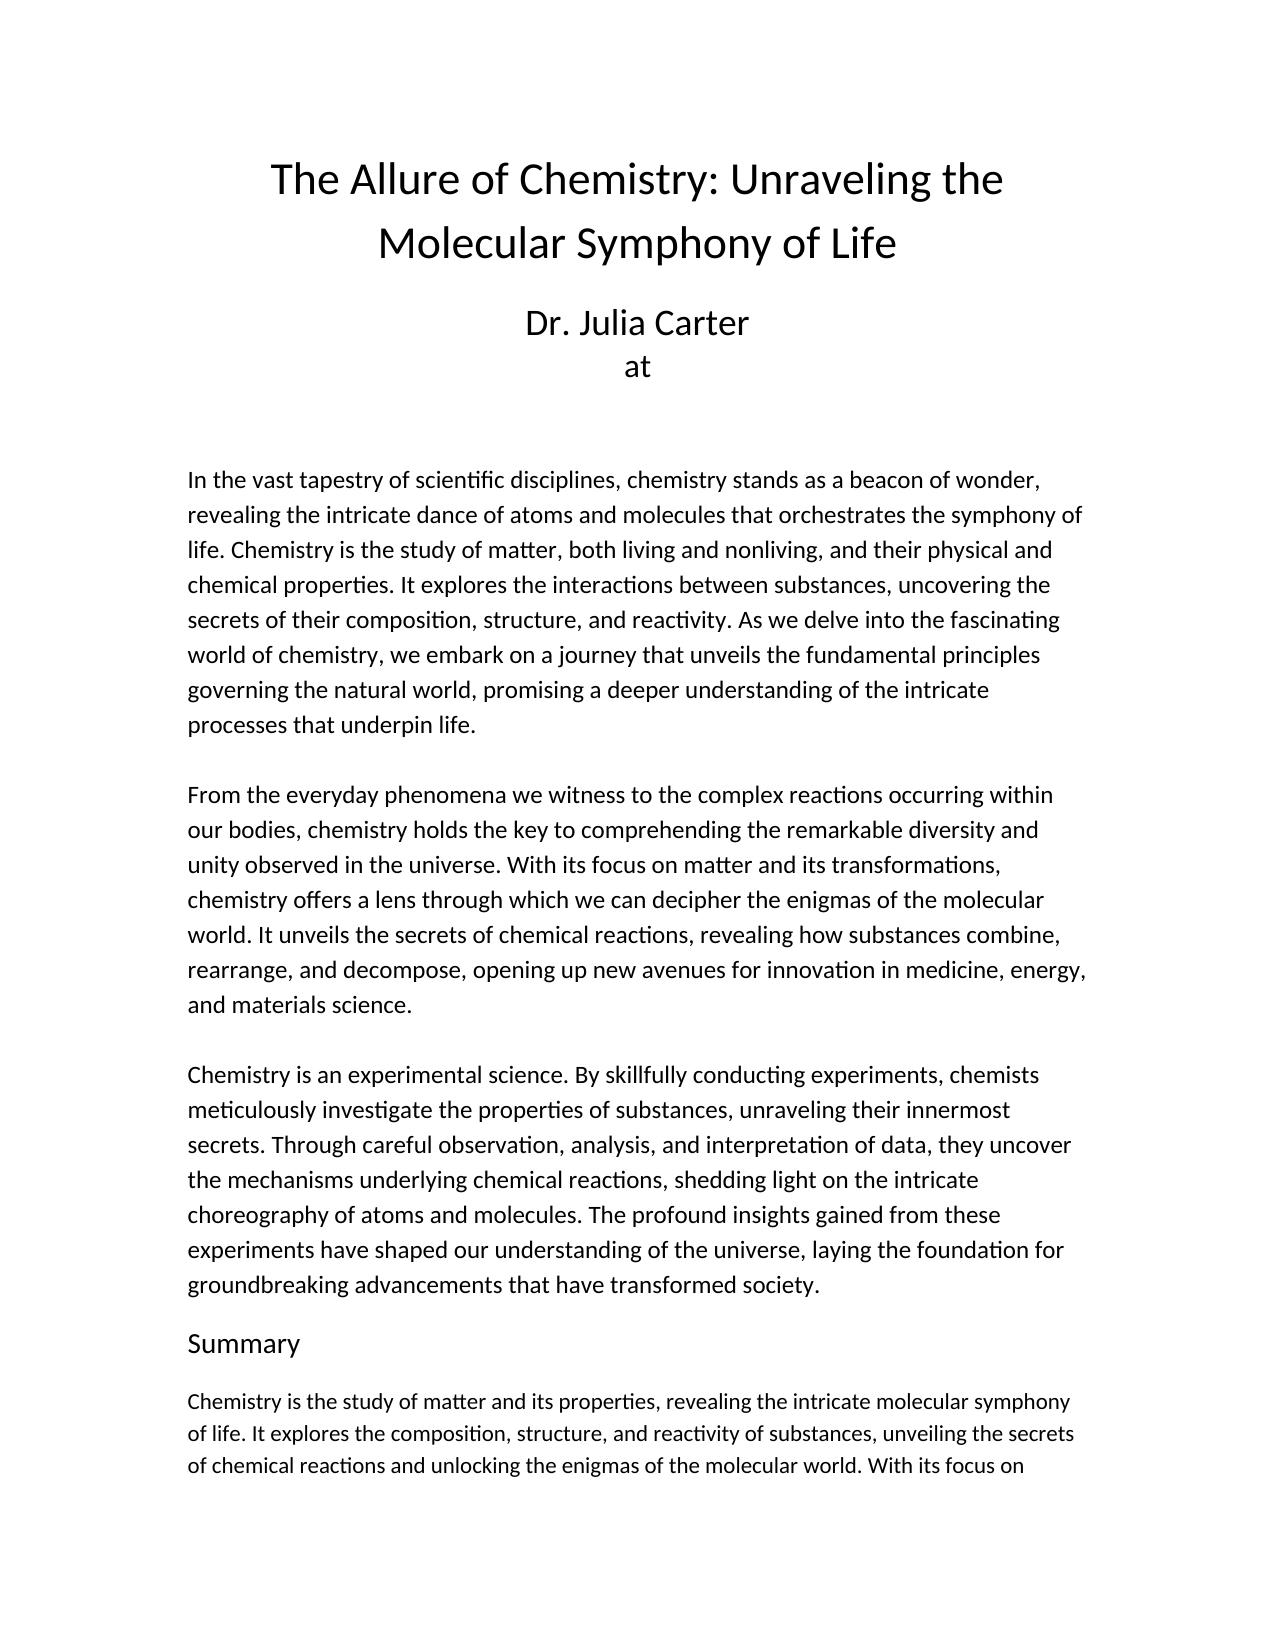 The Allure of Chemistry: Unraveling the
Molecular Symphony of Life
Dr. Julia Carter
at
In the vast tapestry of scientific disciplines, chemistry stands as a beacon of wonder,
revealing the intricate dance of atoms and molecules that orchestrates the symphony of
life. Chemistry is the study of matter, both living and nonliving, and their physical and
chemical properties. It explores the interactions between substances, uncovering the
secrets of their composition, structure, and reactivity. As we delve into the fascinating
world of chemistry, we embark on a journey that unveils the fundamental principles
governing the natural world, promising a deeper understanding of the intricate
processes that underpin life.
From the everyday phenomena we witness to the complex reactions occurring within
our bodies, chemistry holds the key to comprehending the remarkable diversity and
unity observed in the universe. With its focus on matter and its transformations,
chemistry offers a lens through which we can decipher the enigmas of the molecular
world. It unveils the secrets of chemical reactions, revealing how substances combine,
rearrange, and decompose, opening up new avenues for innovation in medicine, energy,
and materials science.
Chemistry is an experimental science. By skillfully conducting experiments, chemists
meticulously investigate the properties of substances, unraveling their innermost
secrets. Through careful observation, analysis, and interpretation of data, they uncover
the mechanisms underlying chemical reactions, shedding light on the intricate
choreography of atoms and molecules. The profound insights gained from these
experiments have shaped our understanding of the universe, laying the foundation for
groundbreaking advancements that have transformed society.
Summary
Chemistry is the study of matter and its properties, revealing the intricate molecular symphony
of life. It explores the composition, structure, and reactivity of substances, unveiling the secrets
of chemical reactions and unlocking the enigmas of the molecular world. With its focus on